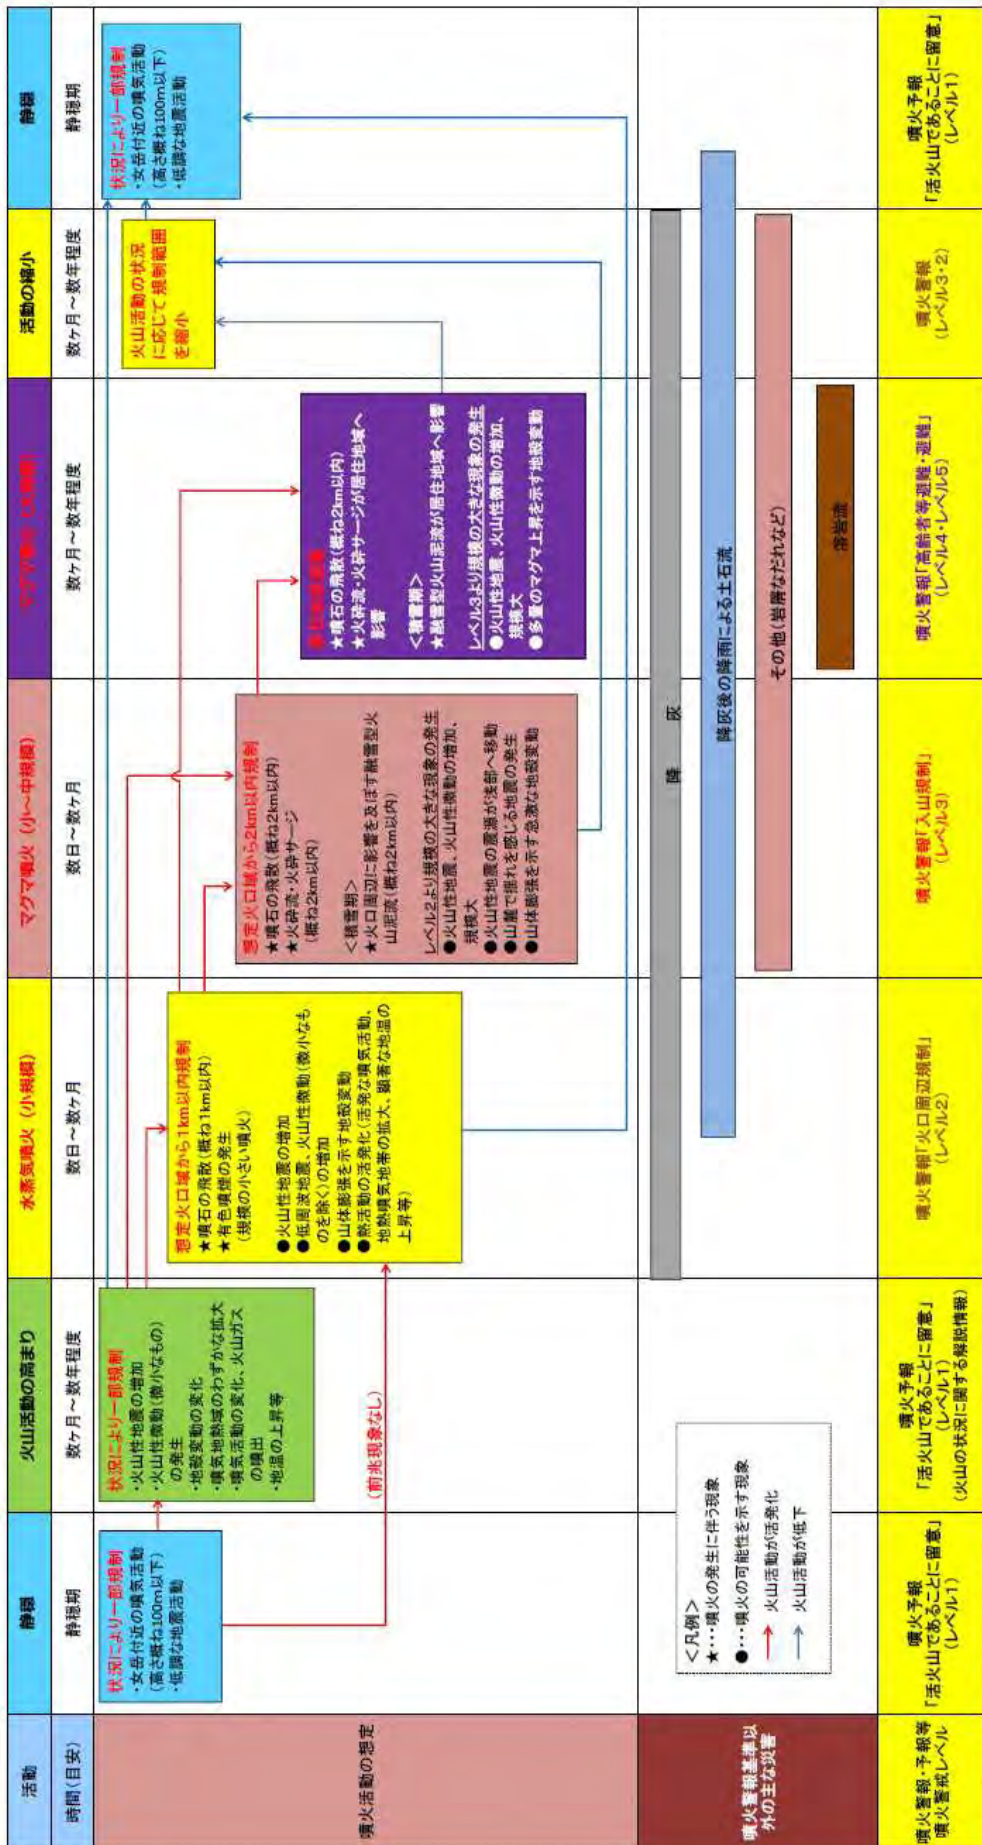 活動
静穏
火山活動の高まり
水蒸気噴火（小規模）
マグマ噴火（小～中規模）
活動の縮小
静穏
時間(目安)
静穏期
数ヶ月～数年程度
数日～数ヶ月
数日～数ヶ月
数ヶ月～数年程度
数ヶ月～数年程度
静穏期
噴火活動の想定
状況により一部規制
・女岳付近の噴気活動
(高さ概ね100m以下)
・低調な地震活動
状況により一部規制
・火山性地震の増加
・火山性微動(微小なもの)
の発生
・地殻変動の変化
・噴気地熱域のわずかな拡大
・噴気活動の変化、火山ガス
の噴出
・地温の上昇等
(前兆現象なし)
想定火口域から1km以内規制
★噴石の飛散(概ね1km以内)
★有色噴煙の発生
(規模の小さい噴火)
●火山性地震の増加
●低周波地震、火山性微動(微小なも
のを除く)の増加
●山体膨張を示す地殻変動
●熱活動の活発化(活発な噴気活動、
地熱噴気地帯の拡大、顕著な地温の
上昇等)
想定火口域から2km以内規制
★噴石の飛散(概ね2km以内)
★火砕流・火砕サージ
(概ね2km以内)
＜積雪期＞
★火口周辺に影響を及ぼす融雪型火
山泥流(概ね2km以内)
レベル2より規模の大きな現象の発生
●火山性地震、火山性微動の増加、
規模大
●火山性地震の震源が浅部へ移動
●山麓で揺れを感じる地震の発生
●山体膨張を示す急激な地殻変動
★噴石の飛散(概ね2km以内)
★火砕流・火砕サージが居住地域へ
影響
＜積雪期＞
★融雪型火山泥流が居住地域へ影響
レベル3より規模の大きな現象の発生
●火山性地震、火山性微動の増加、
規模大
●多量のマグマ上昇を示す地殻変動
火山活動の状況
に応じて規制範囲
を縮小
状況により一部規制
・女岳付近の噴気活動
(高さ概ね100m以下)
・低調な地震活動
噴火警報基準以
外の主な災害
＜凡例＞
★･･･噴火の発生に伴う現象
●･･･噴火の可能性を示す現象
火山活動が活発化
火山活動が低下
降 灰
降灰後の降雨による土石流
その他(岩屑なだれなど)
溶岩流
噴火警報・予報等
噴火警戒レベル
噴火予報
「活火山であることに留意」
(レベル1)
噴火予報
「活火山であることに留意」
(レベル1)
(火山の状況に関する解説情報)
噴火警報「火口周辺規制」
(レベル2)
噴火警報「入山規制」
(レベル3)
噴火警報「高齢者等避難・避難」
(レベル4・レベル5)
噴火警報
(レベル3・2)
噴火予報
「活火山であることに留意」
(レベル1)